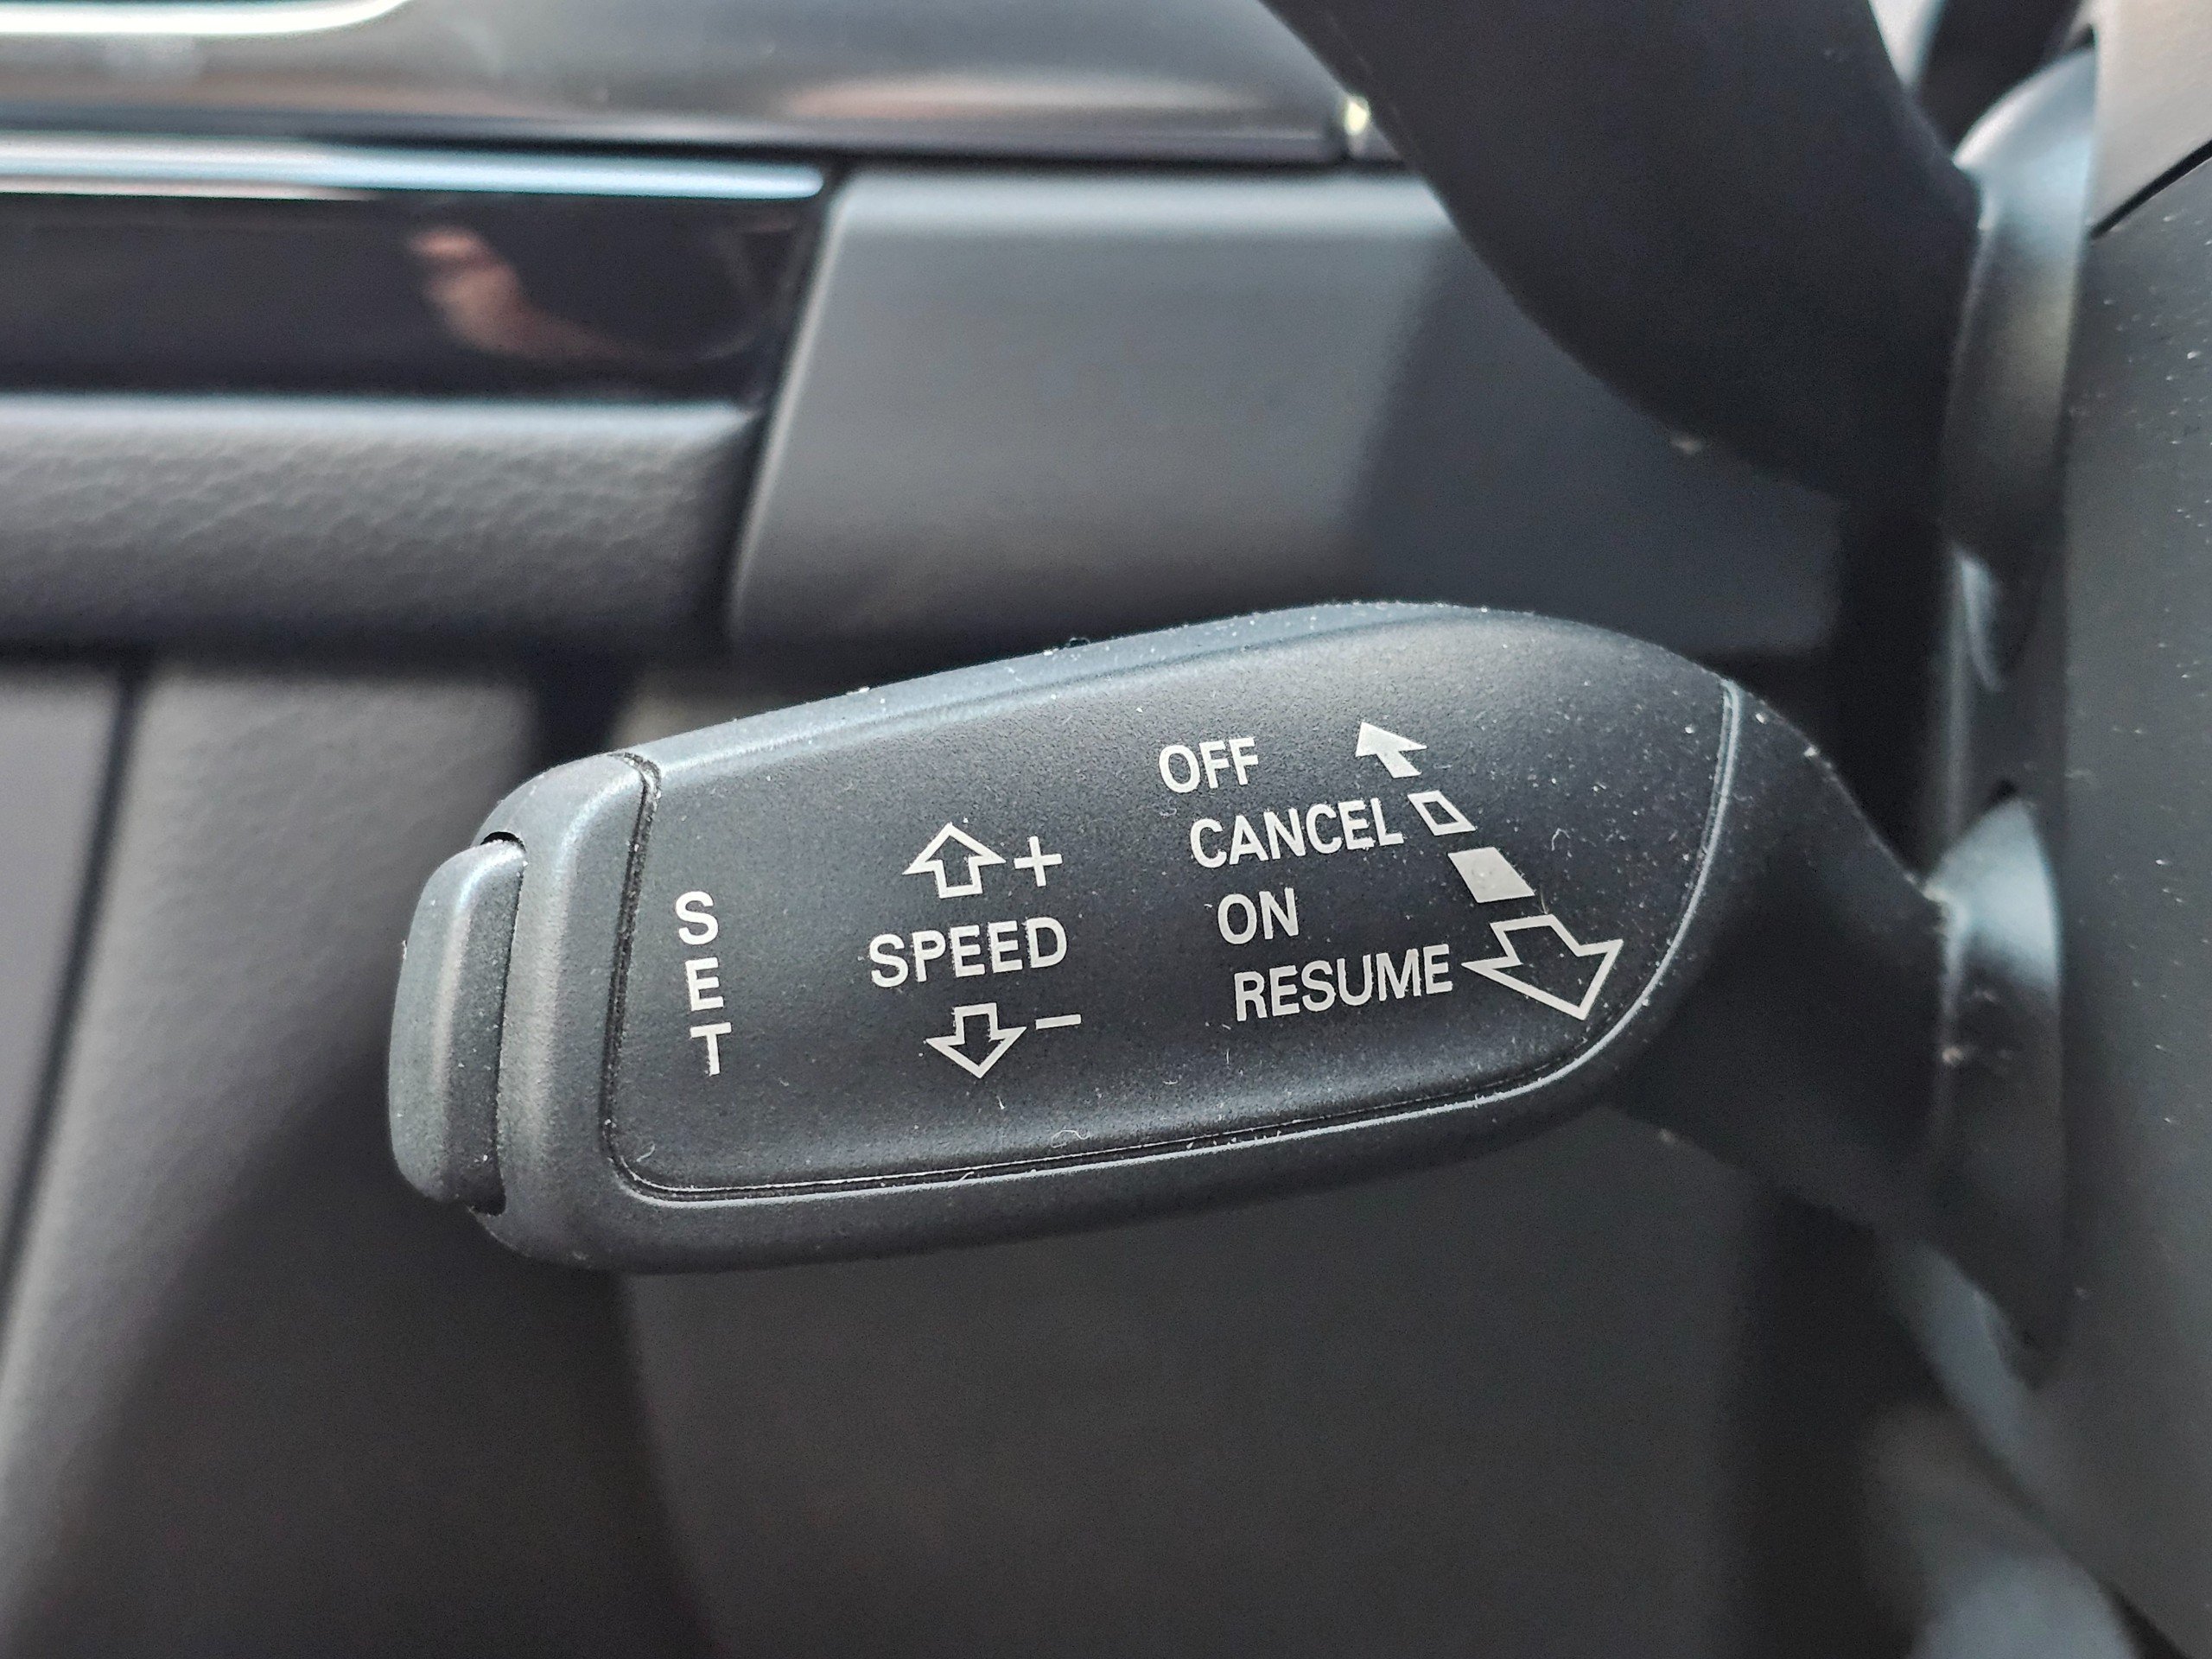 SET
+
SPEED
−
OFF
CANCEL
ON
RESUME